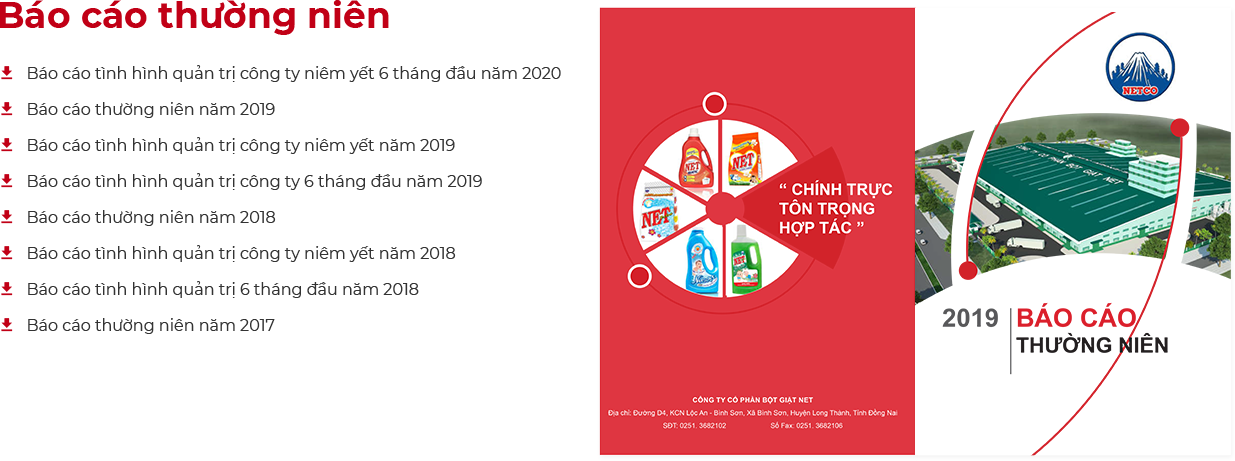 Báo cáo thường niên
Báo cáo tình hình quản trị công ty niêm yết 6 tháng đầu năm 2020
Báo cáo thường niên năm 2019
Báo cáo tình hình quản trị công ty niêm yết năm 2019
Báo cáo tình hình quản trị công ty 6 tháng đầu năm 2019
Báo cáo thường niên năm 2018
Báo cáo tình hình quản trị công ty niêm yết năm 2018
Báo cáo tình hình quản trị 6 tháng đầu năm 2018
Báo cáo thường niên năm 2017
NET
NET
NET
NET
“ CHÍNH TRỰC
TÔN TRỌNG
HỢP TÁC ”
CÔNG TY CỔ PHẦN BỘT GIẶT NET
Địa chỉ: Đường D4, KCN Lộc An - Bình Sơn, Xã Bình Sơn, Huyện Long Thành, Tỉnh Đồng Nai
SĐT: 0251. 3682102 Số Fax: 0251. 3682106
NETCO
CÔNG TY CỔ PHẦN BỘT GIẶT NET
2019 BÁO CÁO
THƯỜNG NIÊN